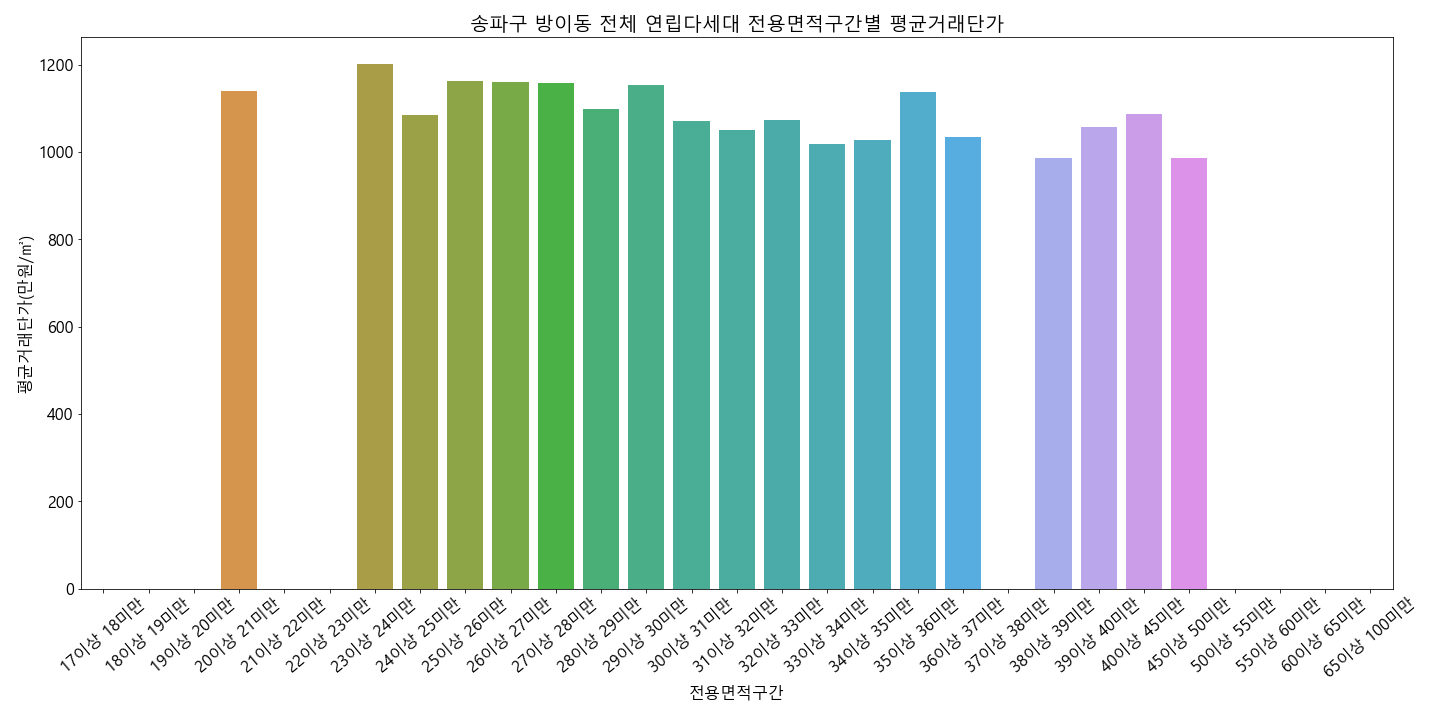 송파구 방이동 전체 연립다세대 전용면적구간별 평균거래단가
평균거래단가(만원/㎡)
1200
1000
800
600
400
200
0
17이상 18미만
18이상 19미만
19이상 20미만
20이상 21미만
21이상 22미만
22이상 23미만
23이상 24미만
24이상 25미만
25이상 26미만
26이상 27미만
27이상 28미만
28이상 29미만
29이상 30미만
30이상 31미만
31이상 32미만
32이상 33미만
33이상 34미만
34이상 35미만
35이상 36미만
36이상 37미만
37이상 38미만
38이상 39미만
39이상 40미만
40이상 45미만
45이상 50미만
50이상 55미만
55이상 60미만
60이상 65미만
65이상 100미만
전용면적구간